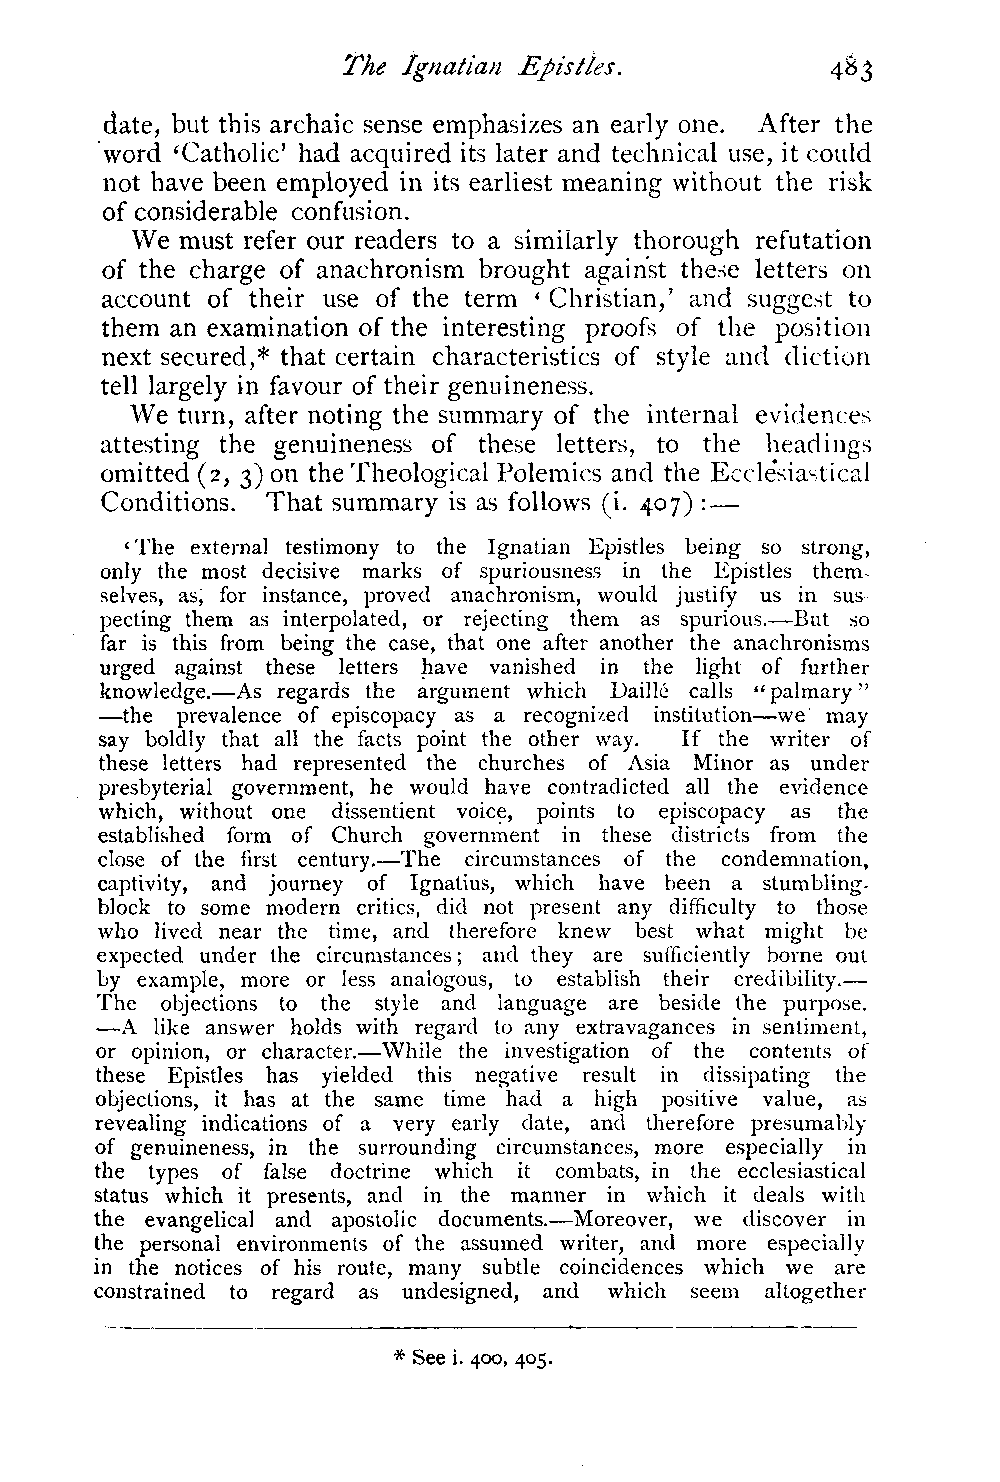 The Ignatian Epistles. 483
date, but this archaic sense emphasizes an early one. After the
word ‘Catholic’ had acquired its later and technical use, it could
not have been employed in its earliest meaning without the risk
of considerable confusion.
We must refer our readers to a similarly thorough refutation
of the charge of anachronism brought against these letters on
account of their use of the term ‘Christian,’ and suggest to
them an examination of the interesting proofs of the position
next secured,* that certain characteristics of style and diction
tell largely in favour of their genuineness.
We turn, after noting the summary of the internal evidences
attesting the genuineness of these letters, to the headings
omitted (2, 3) on the Theological Polemics and the Ecclesiastical
Conditions. That summary is as follows (i. 407) :—
‘The external testimony to the Ignatian Epistles being so strong,
only the most decisive marks of spuriousness in the Epistles them-
selves, as, for instance, proved anachronism, would justify us in sus-
pecting them as interpolated, or rejecting them as spurious.—But so
far is this from being the case, that one after another the anachronisms
urged against these letters have vanished in the light of further
knowledge.—As regards the argument which Daillé calls “palmary”
—the prevalence of episcopacy as a recognized institution—we may
say boldly that all the facts point the other way. If the writer of
these letters had represented the churches of Asia Minor as under
presbyterial government, he would have contradicted all the evidence
which, without one dissentient voice, points to episcopacy as the
established form of Church government in these districts from the
close of the first century.—The circumstances of the condemnation,
captivity, and journey of Ignatius, which have been a stumbling-
block to some modern critics, did not present any difficulty to those
who lived near the time, and therefore knew best what might be
expected under the circumstances; and they are sufficiently borne out
by example, more or less analogous, to establish their credibility.—
The objections to the style and language are beside the purpose.
—A like answer holds with regard to any extravagances in sentiment,
or opinion, or character.—While the investigation of the contents of
these Epistles has yielded this negative result in dissipating the
objections, it has at the same time had a high positive value, as
revealing indications of a very early date, and therefore presumably
of genuineness, in the surrounding circumstances, more especially in
the types of false doctrine which it combats, in the ecclesiastical
status which it presents, and in the manner in which it deals with
the evangelical and apostolic documents.—Moreover, we discover in
the personal environments of the assumed writer, and more especially
in the notices of his route, many subtle coincidences which we are
constrained to regard as undesigned, and which seem altogether
* See i. 400, 405.